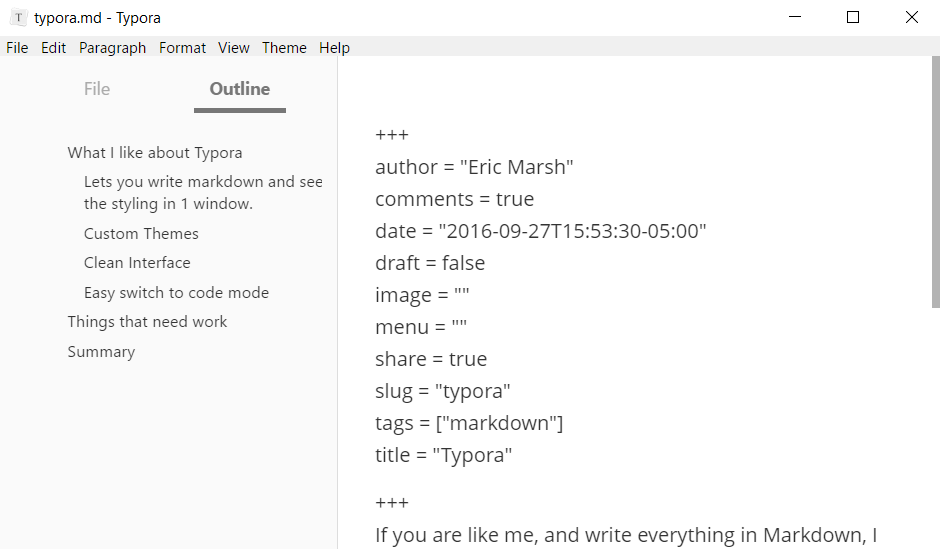 T typora.md - Typora
File Edit Paragraph Format View Theme Help
File Outline
What I like about Typora
Lets you write markdown and see
the styling in 1 window.
Custom Themes
Clean Interface
Easy switch to code mode
Things that need work
Summary
+++
author = "Eric Marsh"
comments = true
date = "2016-09-27T15:53:30-05:00"
draft = false
image = ""
menu = ""
share = true
slug = "typora"
tags = ["markdown"]
title = "Typora"
+++
If you are like me, and write everything in Markdown, I